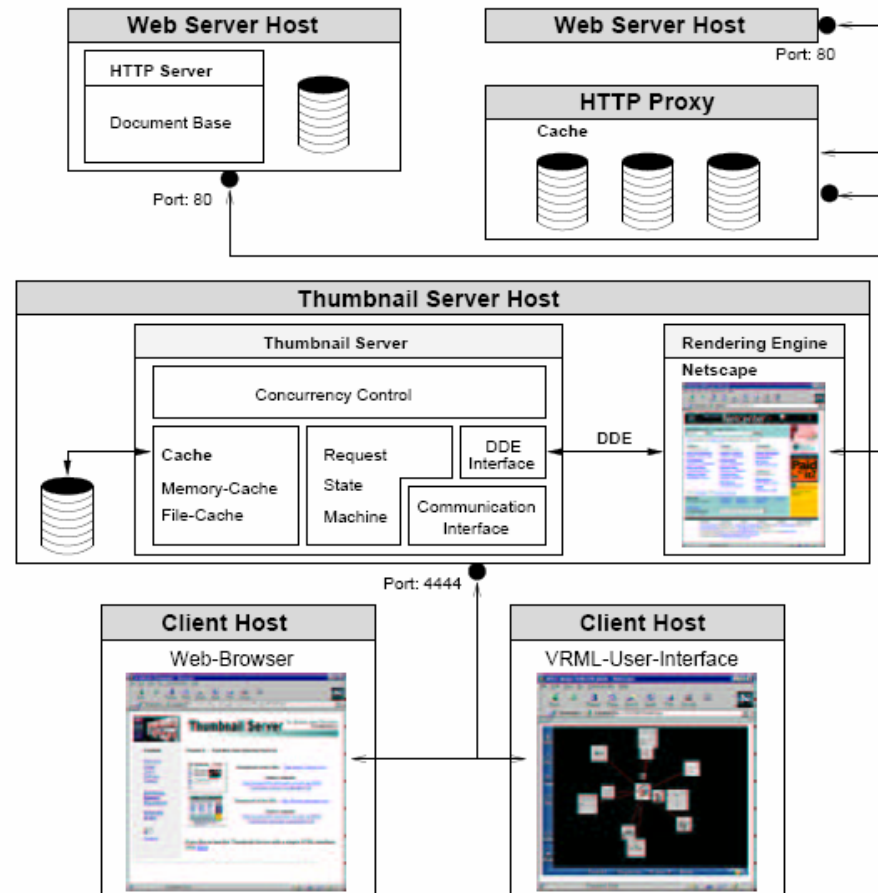 Web Server Host
HTTP Server
Document Base
Port: 80
Web Server Host
Port: 80
HTTP Proxy
Cache
Thumbnail Server Host
Thumbnail Server
Concurrency Control
Cache
Memory-Cache
File-Cache
Request
State
Machine
DDE
Interface
Communication
Interface
DDE
Rendering Engine
Netscape
Paid
Port: 4444
Client Host
Web-Browser
Thumbnail Server
Client Host
VRML-User-Interface